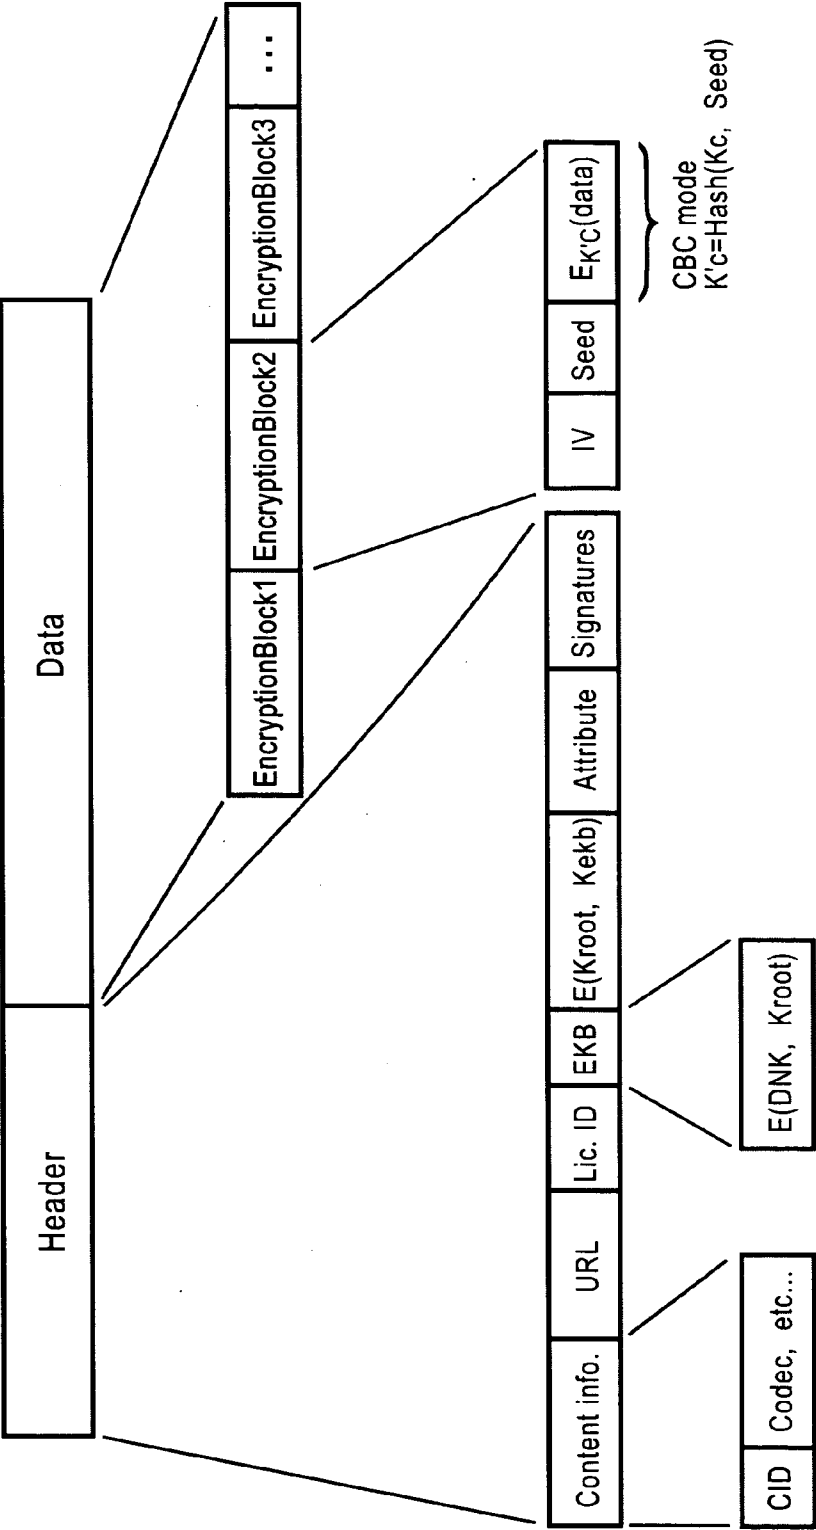 Header
Data
EncryptionBlock1
EncryptionBlock2
EncryptionBlock3
...
Content info.
URL
Lic. ID
EKB
E(Kroot, Kekb)
Attribute
Signatures
IV
Seed
EK'C(data)
CBC mode
K'c=Hash(Kc, Seed)
CID
Codec, etc...
E(DNK, Kroot)